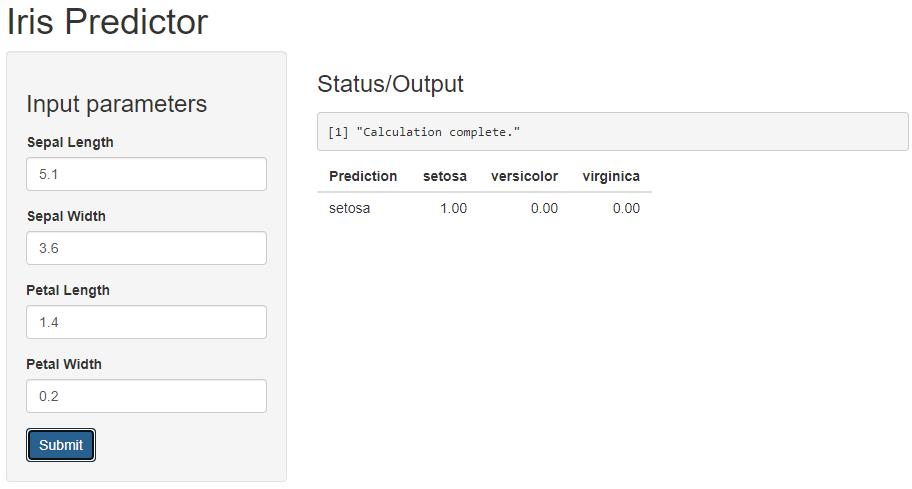 Iris Predictor
Input parameters
Sepal Length
5.1
Sepal Width
3.6
Petal Length
1.4
Petal Width
0.2
Submit
Status/Output
[1] "Calculation complete."
Prediction setosa versicolor virginica
setosa 1.00 0.00 0.00